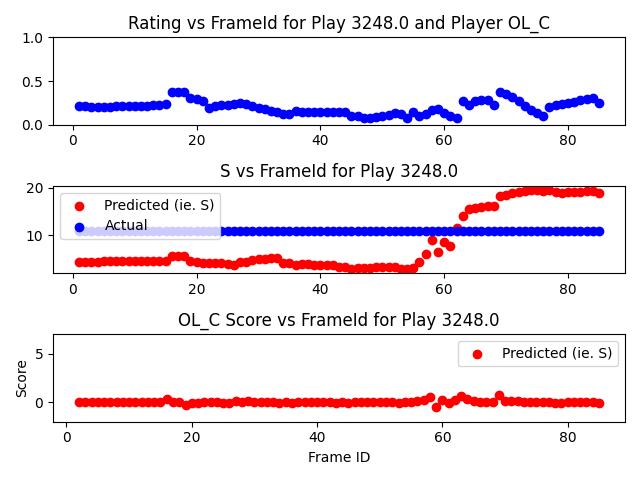 Rating vs FrameId for Play 3248.0 and Player OL_C
1.0
0.5
0.0
0 20 40 60 80
S vs FrameId for Play 3248.0
20
10
Predicted (ie. S)
Actual
0 20 40 60 80
OL_C Score vs FrameId for Play 3248.0
Score
5
0
Predicted (ie. S)
0 20 40 60 80
Frame ID